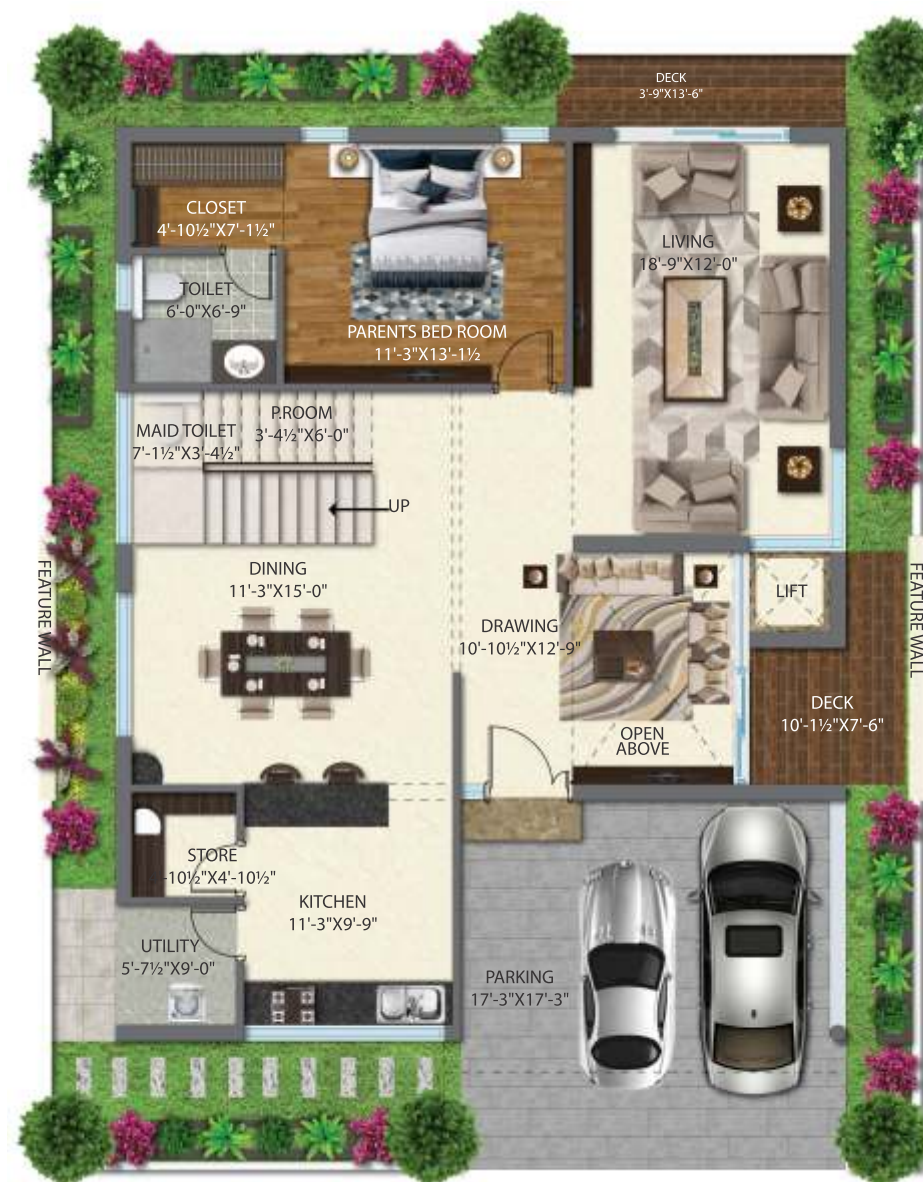 DECK
3'-9"X13'-6"
CLOSET
4'-10½"X7'-1½"
LIVING
18'-9"X12'-0"
TOILET
6'-0"X6'-9"
PARENTS BED ROOM
11'-3"X13'-1½
P.ROOM
3'-4½"X6'-0"
MAID TOILET
7'-1½"X3'-4½"
UP
DINING
11'-3"X15'-0"
FEATURE WALL
LIFT
FEATURE WALL
DRAWING
10'-10½"X12'-9"
DECK
10'-1½"X7'-6"
OPEN
ABOVE
STORE
-10½"X4'-10½"
KITCHEN
11'-3"X9'-9"
UTILITY
5'-7½"X9'-0"
PARKING
17'-3"X17'-3"